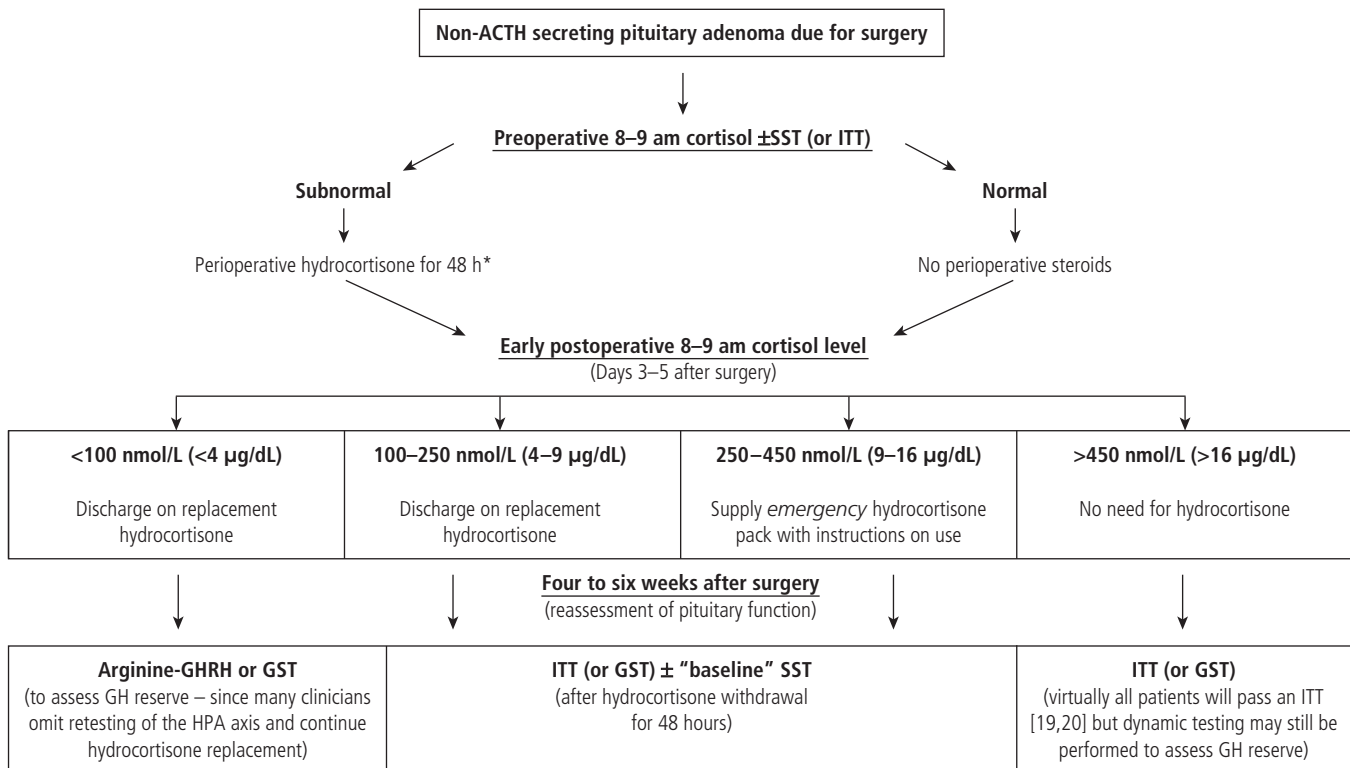 Non-ACTH secreting pituitary adenoma due for surgery
Preoperative 8–9 am cortisol ±SST (or ITT)
Subnormal
Normal
Perioperative hydrocortisone for 48 h*
No perioperative steroids
Early postoperative 8–9 am cortisol level
(Days 3–5 after surgery)
<100 nmol/L (<4 µg/dL)
Discharge on replacement
hydrocortisone
100–250 nmol/L (4–9 µg/dL)
Discharge on replacement
hydrocortisone
250–450 nmol/L (9–16 µg/dL)
Supply emergency hydrocortisone
pack with instructions on use
>450 nmol/L (>16 µg/dL)
No need for hydrocortisone
Four to six weeks after surgery
(reassessment of pituitary function)
Arginine-GHRH or GST
(to assess GH reserve – since many clinicians
omit retesting of the HPA axis and continue
hydrocortisone replacement)
ITT (or GST) ± “baseline” SST
(after hydrocortisone withdrawal
for 48 hours)
ITT (or GST)
(virtually all patients will pass an ITT
[19,20] but dynamic testing may still be
performed to assess GH reserve)